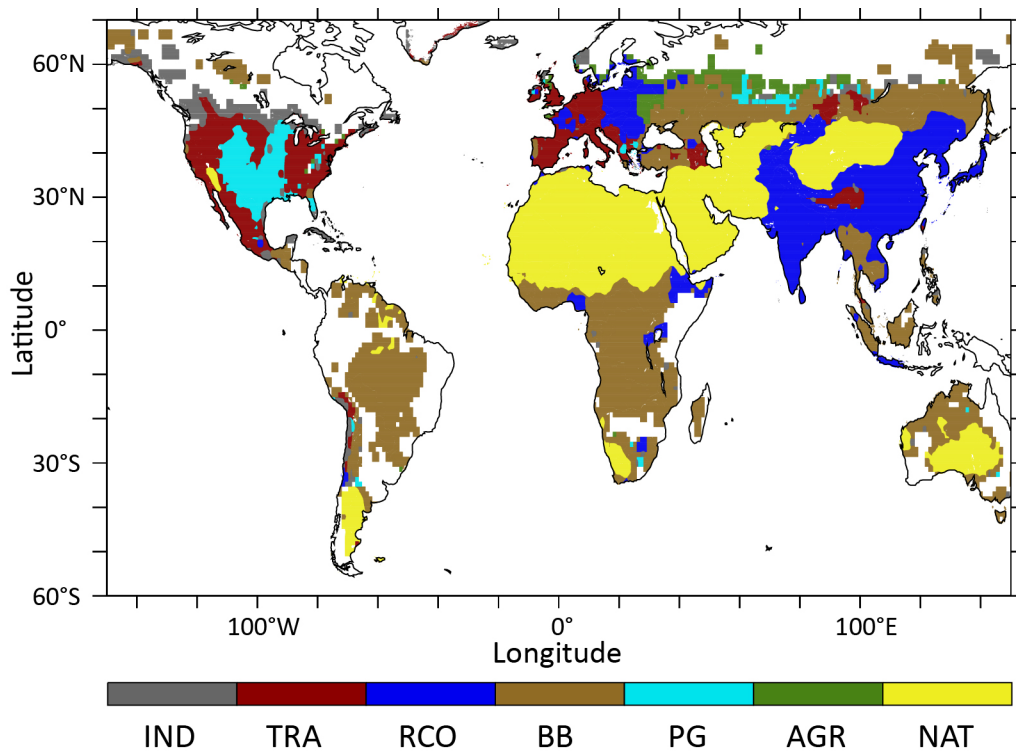 60°N
30°N
0°
30°S
60°S
Latitude
100°W 0° 100°E
Longitude
IND TRA RCO BB PG AGR NAT